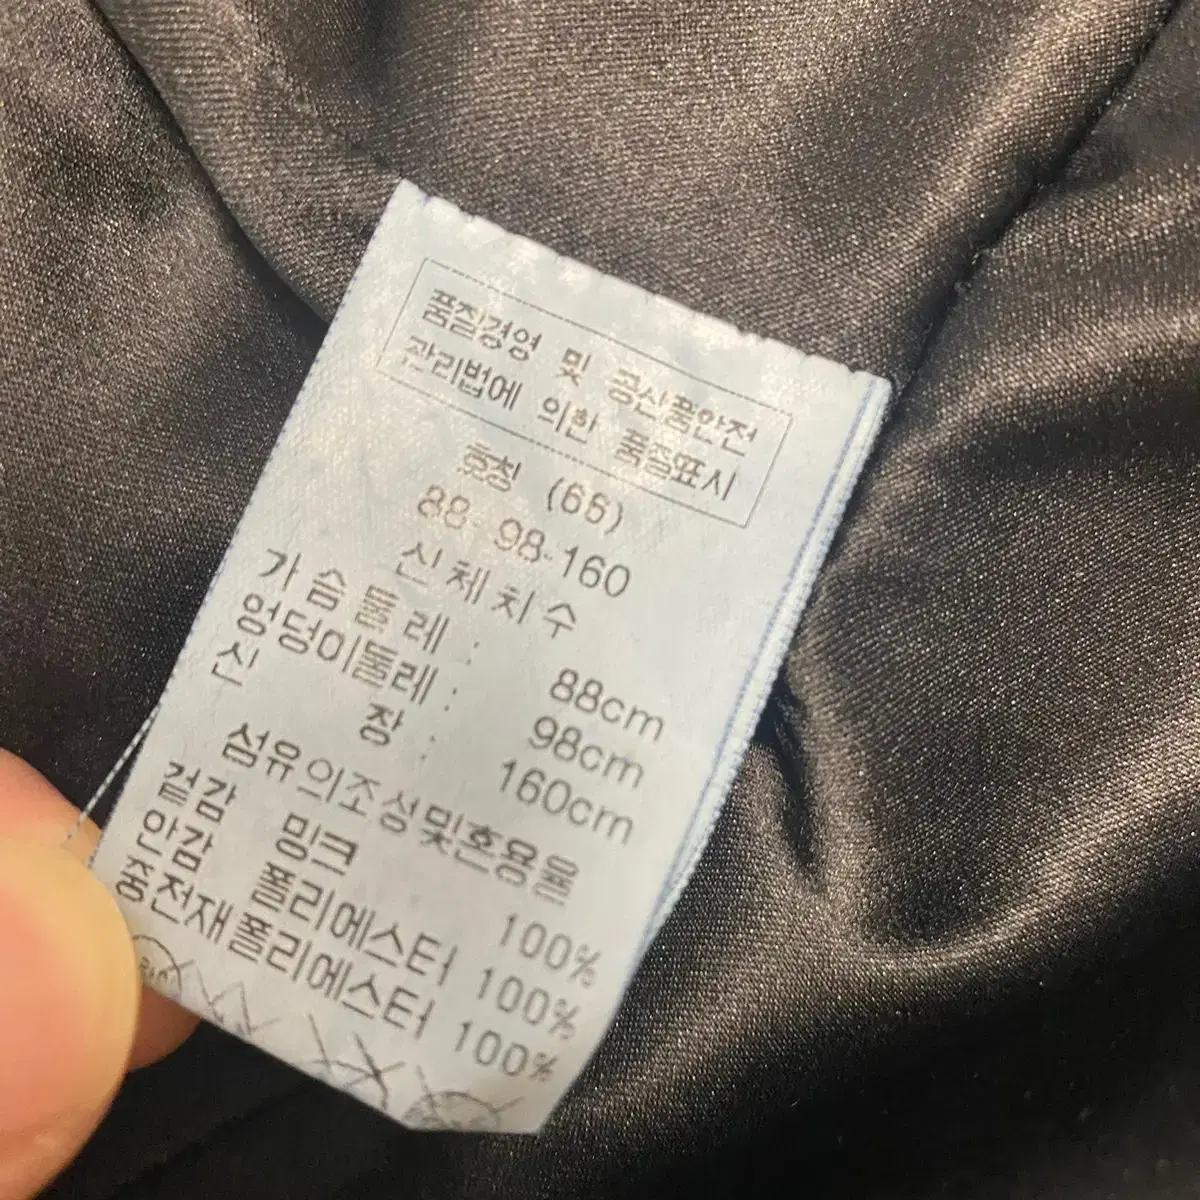 품질경영 및 공산품안전
관리법에 의한 품질표시
호칭 (66)
88-98-160
신체치수
가슴둘레 : 88cm
엉덩이둘레 : 98cm
신 장 : 160cm
섬유의조성및혼용율
겉감 밍크 100%
안감 폴리에스터 100%
충전재폴리에스터 100%